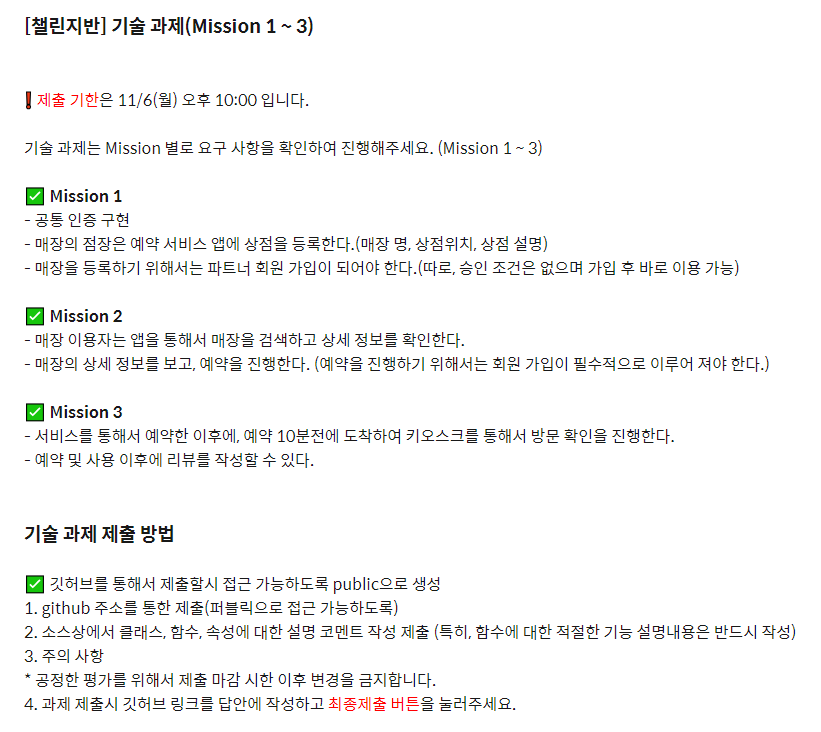 [챌린지반] 기술 과제(Mission 1 ~ 3)
❗ 제출 기한은 11/6(월) 오후 10:00 입니다.
기술 과제는 Mission 별로 요구 사항을 확인하여 진행해주세요. (Mission 1 ~ 3)
✅ Mission 1
- 공통 인증 구현
- 매장의 점장은 예약 서비스 앱에 상점을 등록한다.(매장 명, 상점위치, 상점 설명)
- 매장을 등록하기 위해서는 파트너 회원 가입이 되어야 한다.(따로, 승인 조건은 없으며 가입 후 바로 이용 가능)
✅ Mission 2
- 매장 이용자는 앱을 통해서 매장을 검색하고 상세 정보를 확인한다.
- 매장의 상세 정보를 보고, 예약을 진행한다. (예약을 진행하기 위해서는 회원 가입이 필수적으로 이루어 져야 한다.)
✅ Mission 3
- 서비스를 통해서 예약한 이후에, 예약 10분전에 도착하여 키오스크를 통해서 방문 확인을 진행한다.
- 예약 및 사용 이후에 리뷰를 작성할 수 있다.
기술 과제 제출 방법
✅ 깃허브를 통해서 제출할시 접근 가능하도록 public으로 생성
1. github 주소를 통한 제출(퍼블릭으로 접근 가능하도록)
2. 소스상에서 클래스, 함수, 속성에 대한 설명 코멘트 작성 제출 (특히, 함수에 대한 적절한 기능 설명내용은 반드시 작성)
3. 주의 사항
* 공정한 평가를 위해서 제출 마감 시한 이후 변경을 금지합니다.
4. 과제 제출시 깃허브 링크를 답안에 작성하고 최종제출 버튼을 눌러주세요.